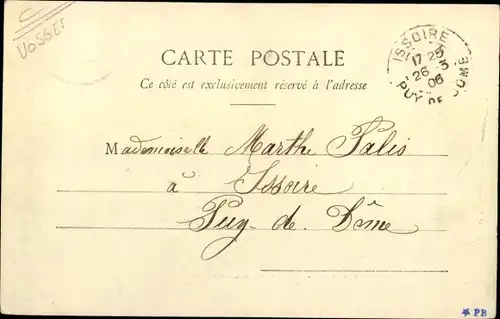 VOSGES
ISSOIRE
17 25
26 - 3
06
PUY DE DOME
CARTE POSTALE
Ce côté est exclusivement réservé à l'adresse
Mademoiselle Marthe Palis
à Issoire
Puy-de-Dôme
★ PB